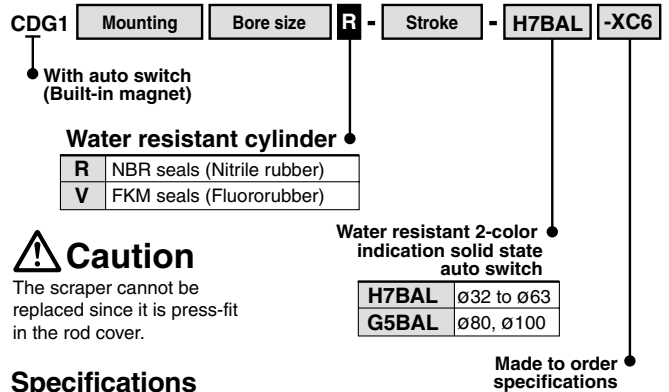 CDG1 Mounting Bore size R - Stroke - H7BAL -XC6
With auto switch
(Built-in magnet)
Water resistant cylinder
R NBR seals (Nitrile rubber)
V FKM seals (Fluororubber)
Caution
The scraper cannot be
replaced since it is press-fit
in the rod cover.
Water resistant 2-color
indication solid state
auto switch
H7BAL ø32 to ø63
G5BAL ø80, ø100
Made to order
specifications
Specifications